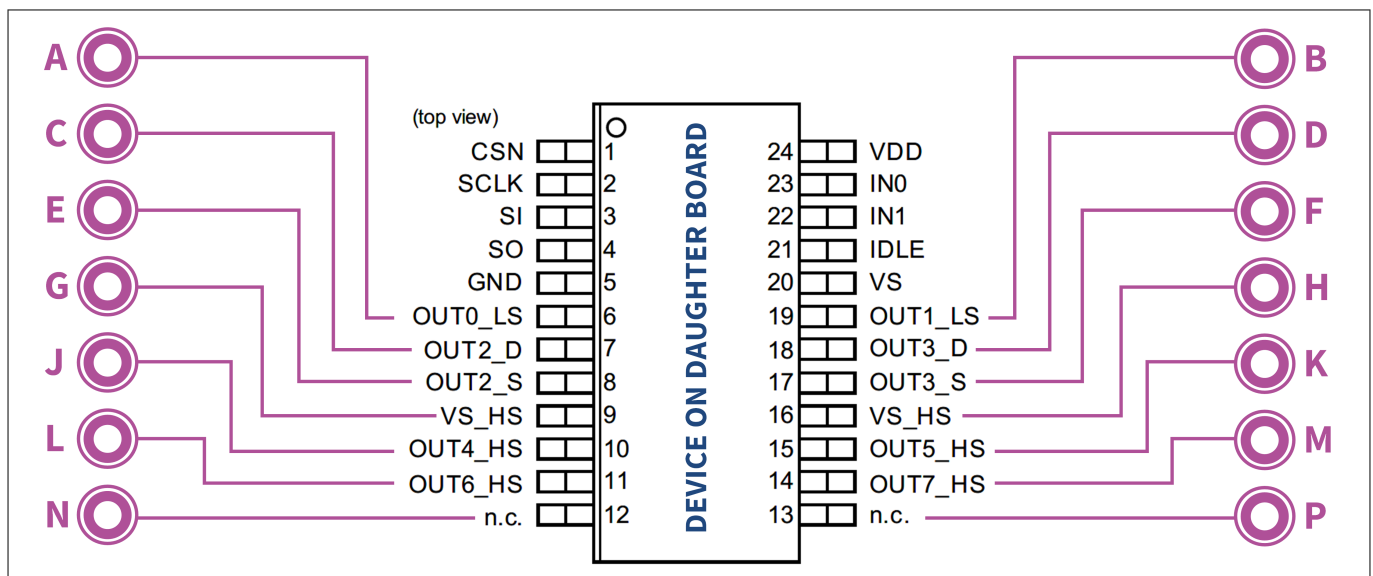 A
B
(top view)
C
D
CSN 1 24 VDD
SCLK 2 23 IN0
E
F
SI 3 22 IN1
SO 4 21 IDLE
G
H
GND 5 20 VS
OUT0_LS 6 19 OUT1_LS
OUT2_D 7 18 OUT3_D
J
K
OUT2_S 8 17 OUT3_S
VS_HS 9 16 VS_HS
L
M
OUT4_HS 10 15 OUT5_HS
OUT6_HS 11 14 OUT7_HS
N
P
n.c. 12 13 n.c.
DEVICE ON DAUGHTER BOARD